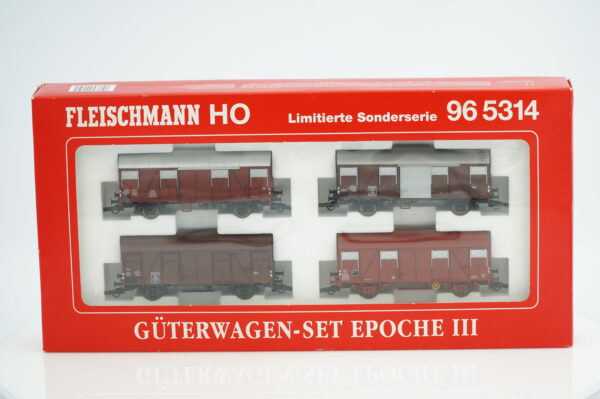 FLEISCHMANN HO Limitierte Sonderserie 96 5314
GÜTERWAGEN-SET EPOCHE III